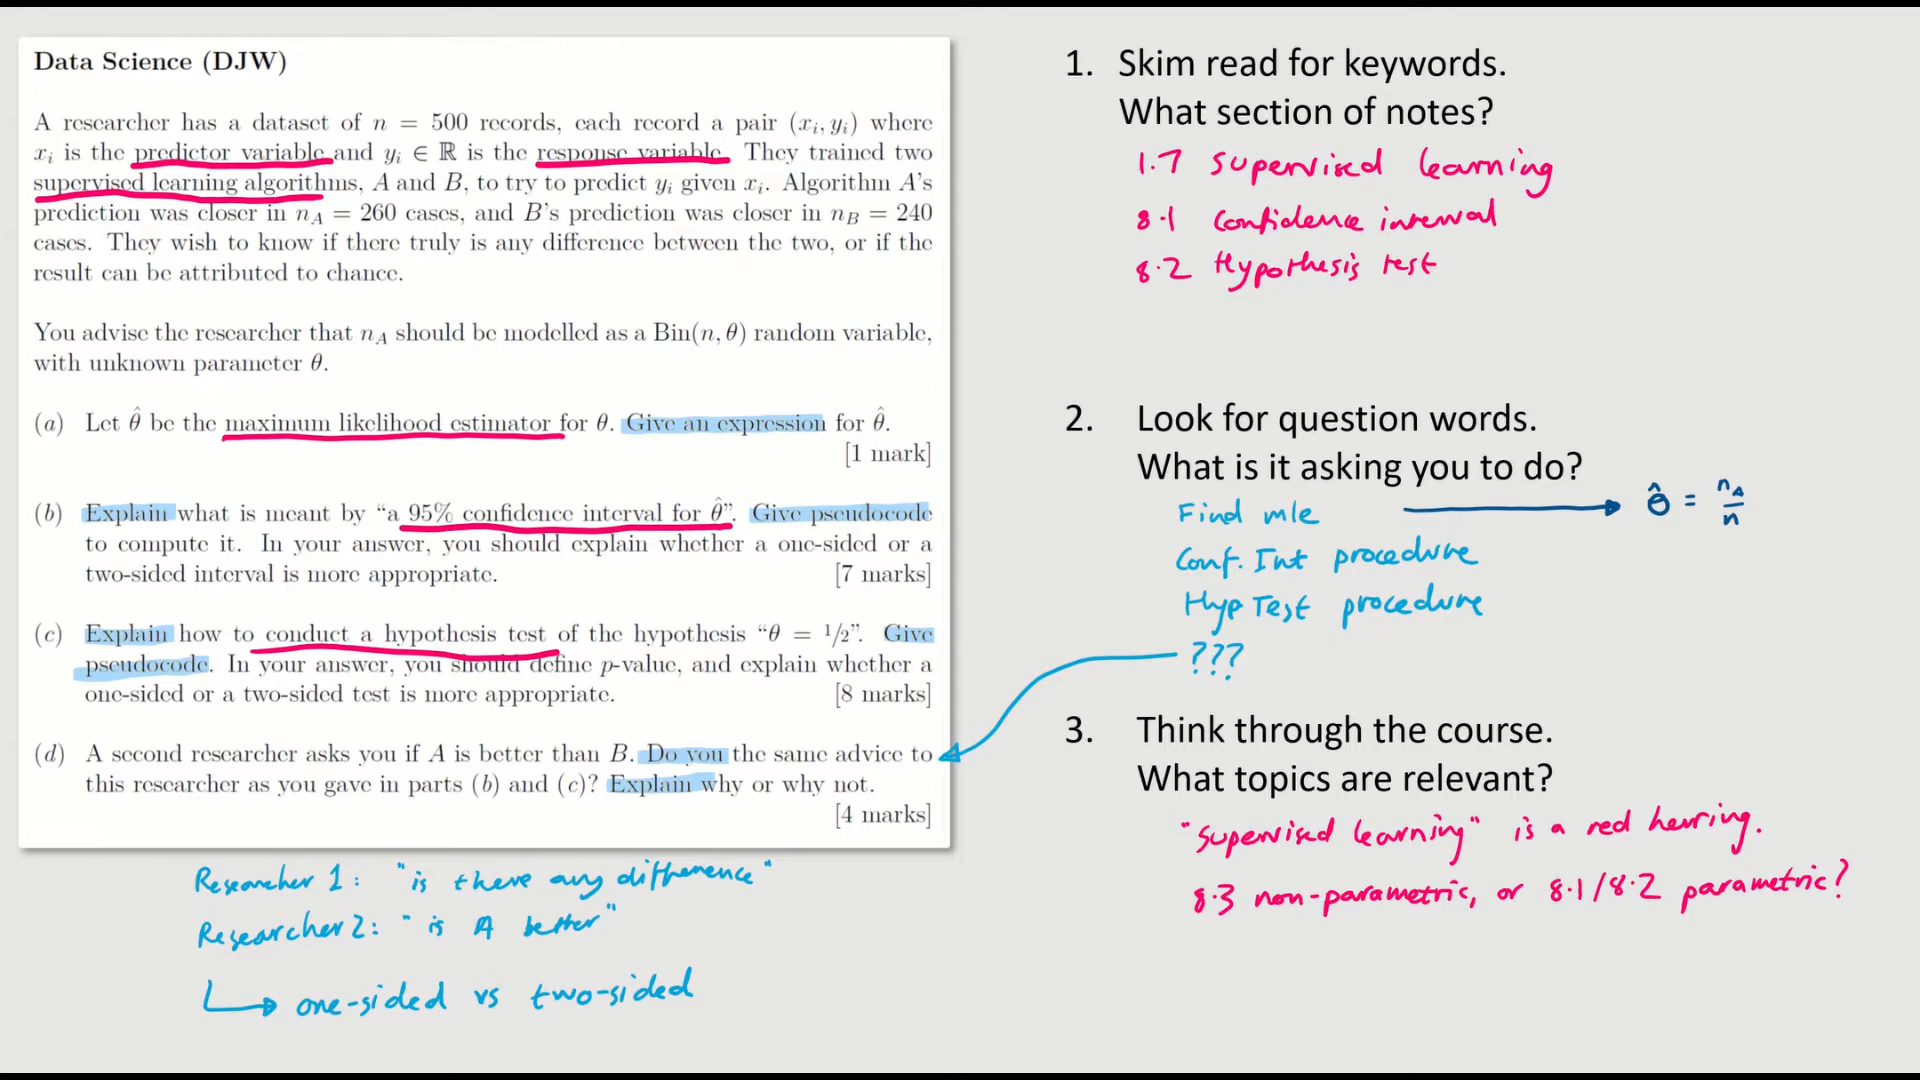 Data Science (DJW)
A researcher has a dataset of n = 500 records, each record a pair (xᵢ, yᵢ) where
xᵢ is the predictor variable and yᵢ ∈ ℝ is the response variable. They trained two
supervised learning algorithms, A and B, to try to predict yᵢ given xᵢ. Algorithm A's
prediction was closer in n_A = 260 cases, and B's prediction was closer in n_B = 240
cases. They wish to know if there truly is any difference between the two, or if the
result can be attributed to chance.
You advise the researcher that n_A should be modelled as a Bin(n, θ) random variable,
with unknown parameter θ.
(a) Let θ̂ be the maximum likelihood estimator for θ. Give an expression for θ̂.
[1 mark]
(b) Explain what is meant by “a 95% confidence interval for θ̂”. Give pseudocode
to compute it. In your answer, you should explain whether a one-sided or a
two-sided interval is more appropriate. [7 marks]
(c) Explain how to conduct a hypothesis test of the hypothesis “θ = 1/2”. Give
pseudocode. In your answer, you should define p-value, and explain whether a
one-sided or a two-sided test is more appropriate. [8 marks]
(d) A second researcher asks you if A is better than B. Do you the same advice to
this researcher as you gave in parts (b) and (c)? Explain why or why not.
[4 marks]
Researcher 1: "is there any difference"
Researcher 2: "is A better"
one-sided vs two-sided
1. Skim read for keywords.
What section of notes?
1.7 Supervised learning
8.1 Confidence interval
8.2 Hypothesis test
2. Look for question words.
What is it asking you to do?
Find mle θ̂ = n_A/n
Conf. Int procedure
Hyp Test procedure
???
3. Think through the course.
What topics are relevant?
"Supervised learning" is a red herring.
8.3 non-parametric, or 8.1/8.2 parametric?